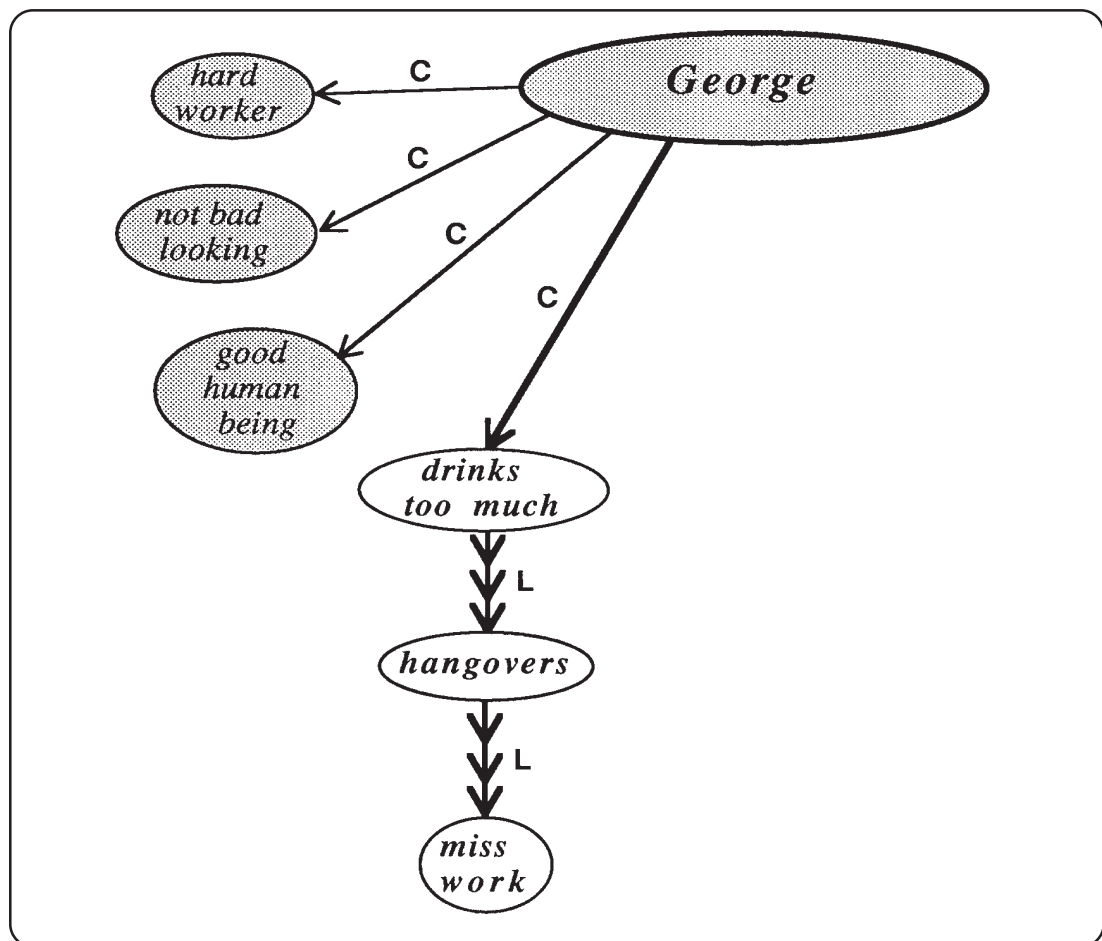 George
C
hard
worker
C
not bad
looking
C
good
human
being
C
drinks
too much
L
hangovers
L
miss
work